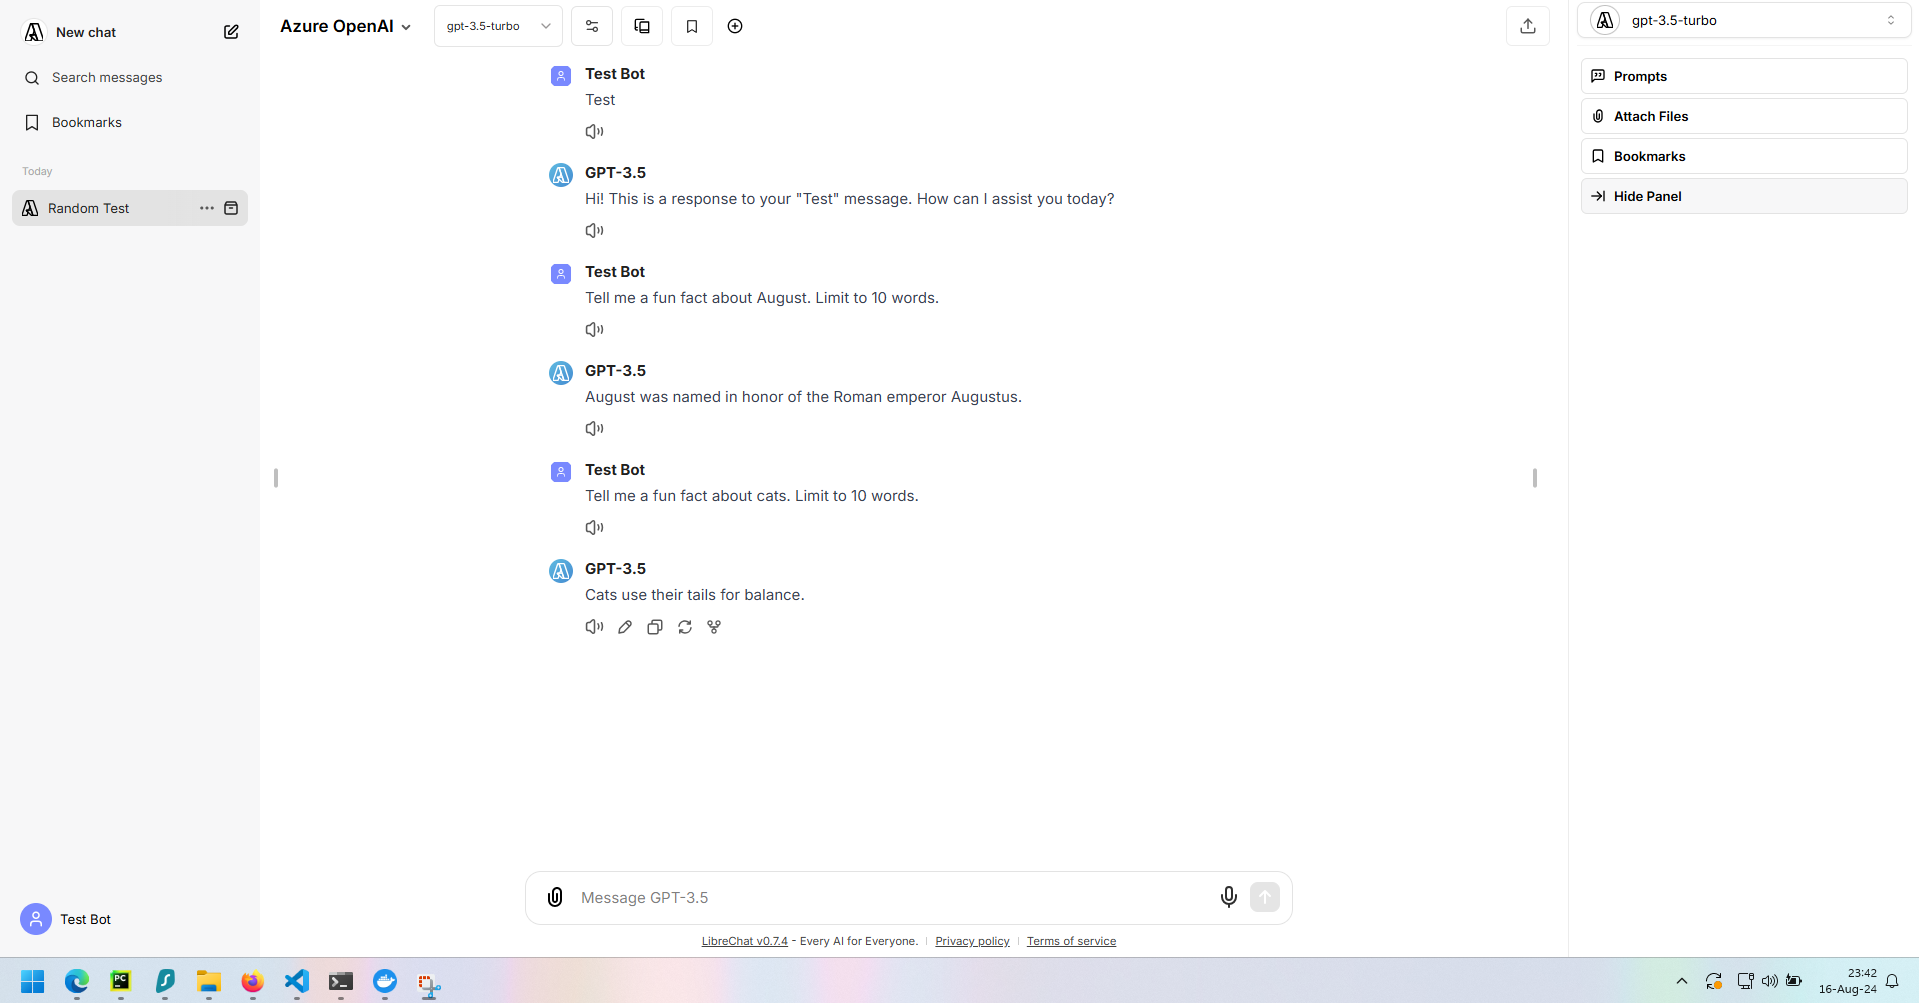 New chat
Search messages
Bookmarks
Today
Random Test
Test Bot
Azure OpenAI
gpt-3.5-turbo
Test Bot
Test
GPT-3.5
Hi! This is a response to your "Test" message. How can I assist you today?
Test Bot
Tell me a fun fact about August. Limit to 10 words.
GPT-3.5
August was named in honor of the Roman emperor Augustus.
Test Bot
Tell me a fun fact about cats. Limit to 10 words.
GPT-3.5
Cats use their tails for balance.
Message GPT-3.5
LibreChat v0.7.4 - Every AI for Everyone. Privacy policy Terms of service
gpt-3.5-turbo
Prompts
Attach Files
Bookmarks
Hide Panel
PC
23:42
16-Aug-24